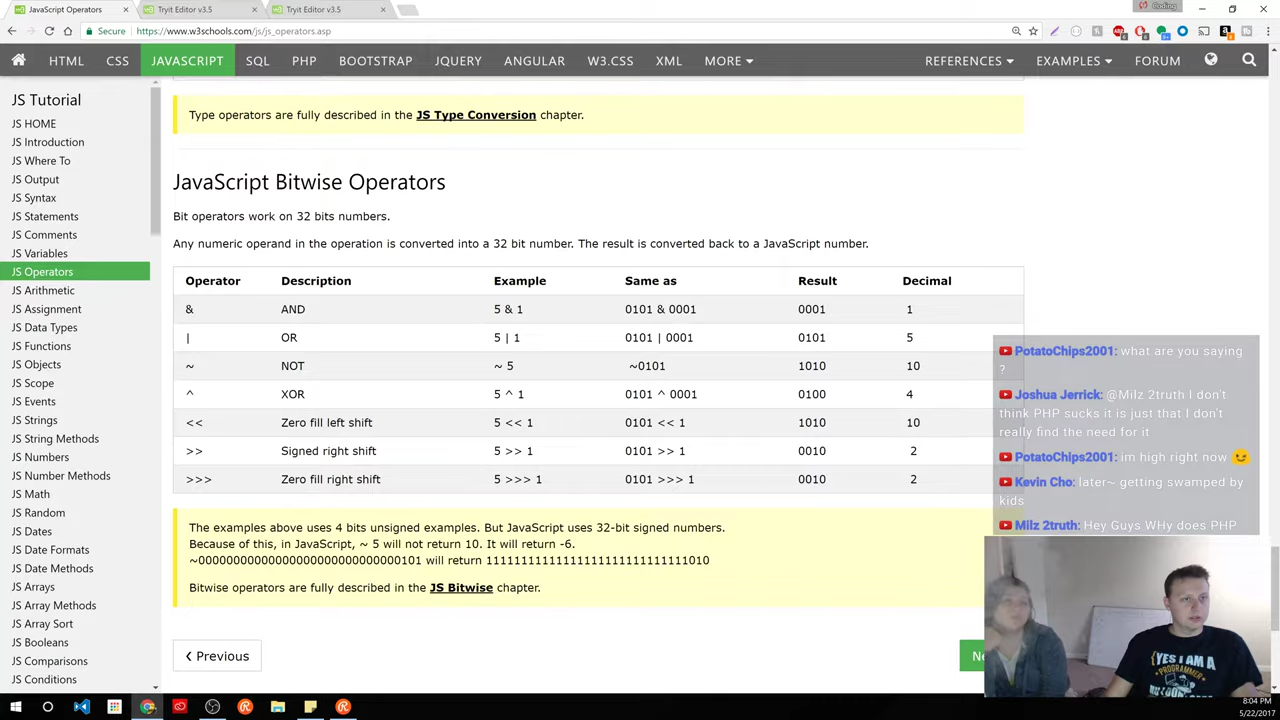 JavaScript Operators
Tryit Editor v3.5
Tryit Editor v3.5
Coding
Secure
https://www.w3schools.com/js/js_operators.asp
HTML
CSS
JAVASCRIPT
SQL
PHP
BOOTSTRAP
JQUERY
ANGULAR
W3.CSS
XML
MORE
REFERENCES
EXAMPLES
FORUM
JS Tutorial
JS HOME
JS Introduction
JS Where To
JS Output
JS Syntax
JS Statements
JS Comments
JS Variables
JS Operators
JS Arithmetic
JS Assignment
JS Data Types
JS Functions
JS Objects
JS Scope
JS Events
JS Strings
JS String Methods
JS Numbers
JS Number Methods
JS Math
JS Random
JS Dates
JS Date Formats
JS Date Methods
JS Arrays
JS Array Methods
JS Array Sort
JS Booleans
JS Comparisons
JS Conditions
Type operators are fully described in the JS Type Conversion chapter.
JavaScript Bitwise Operators
Bit operators work on 32 bits numbers.
Any numeric operand in the operation is converted into a 32 bit number. The result is converted back to a JavaScript number.
Operator Description Example Same as Result Decimal
& AND 5 & 1 0101 & 0001 0001 1
| OR 5 | 1 0101 | 0001 0101 5
~ NOT ~ 5 ~0101 1010 10
^ XOR 5 ^ 1 0101 ^ 0001 0100 4
<< Zero fill left shift 5 << 1 0101 << 1 1010 10
>> Signed right shift 5 >> 1 0101 >> 1 0010 2
>>> Zero fill right shift 5 >>> 1 0101 >>> 1 0010 2
The examples above uses 4 bits unsigned examples. But JavaScript uses 32-bit signed numbers.
Because of this, in JavaScript, ~ 5 will not return 10. It will return -6.
~00000000000000000000000000000101 will return 11111111111111111111111111111010
Bitwise operators are fully described in the JS Bitwise chapter.
❮ Previous
PotatoChips2001: what are you saying
?
Joshua Jerrick: @Milz 2truth I don't
think PHP sucks it is just that I don't
really find the need for it
PotatoChips2001: im high right now 😉
Kevin Cho: later~ getting swamped by
kids
Milz 2truth: Hey Guys WHy does PHP
YES I AM A
PROGRAMMER
8:04 PM
5/22/2017